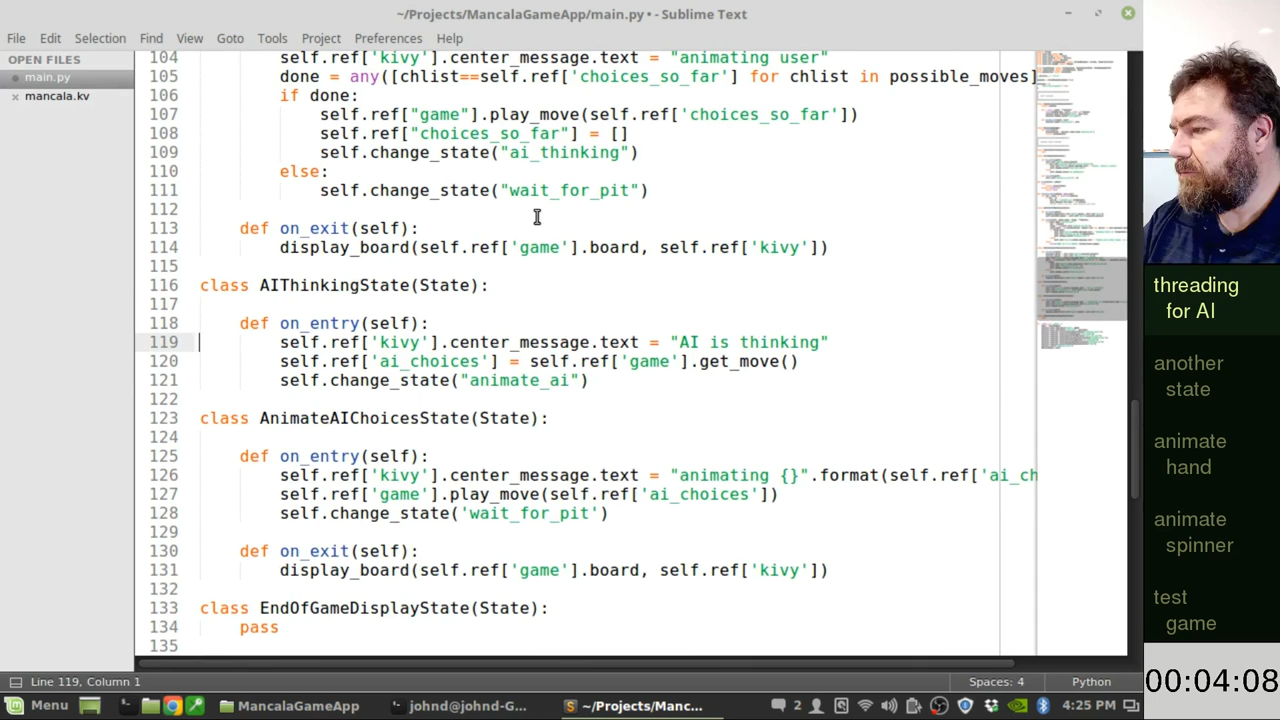 ~/Projects/MancalaGameApp/main.py • - Sublime Text
File Edit Selection Find View Goto Tools Project Preferences Help
OPEN FILES
main.py
mancala.kv
104 self.ref['kivy'].center_message.text = "animating user"
105 done = [any(chlist==self.ref['choices_so_far'] for chlist in possible_moves]
106 if done
107 self.ref["game"].play_move(self.ref['choices_so_far'])
108 self.ref["choices_so_far"] = []
109 self.change_state("ai_thinking")
110 else:
111 self.change_state("wait_for_pit")
112
113 def on_exit(self):
114 display_board(self.ref['game'].board, self.ref['kivy'])
115
116 class AIThinkingState(State):
117
118 def on_entry(self):
119 self.ref['kivy'].center_message.text = "AI is thinking"
120 self.ref['ai_choices'] = self.ref['game'].get_move()
121 self.change_state("animate_ai")
122
123 class AnimateAIChoicesState(State):
124
125 def on_entry(self):
126 self.ref['kivy'].center_message.text = "animating {}".format(self.ref['ai_ch
127 self.ref['game'].play_move(self.ref['ai_choices'])
128 self.change_state('wait_for_pit')
129
130 def on_exit(self):
131 display_board(self.ref['game'].board, self.ref['kivy'])
132
133 class EndOfGameDisplayState(State):
134 pass
135
threading
for AI
another
state
animate
hand
animate
spinner
test
game
00:04:08
Line 119, Column 1 Spaces: 4 Python
Menu MancalaGameApp johnd@johnd-G... ~/Projects/Manc... 2 4:25 PM